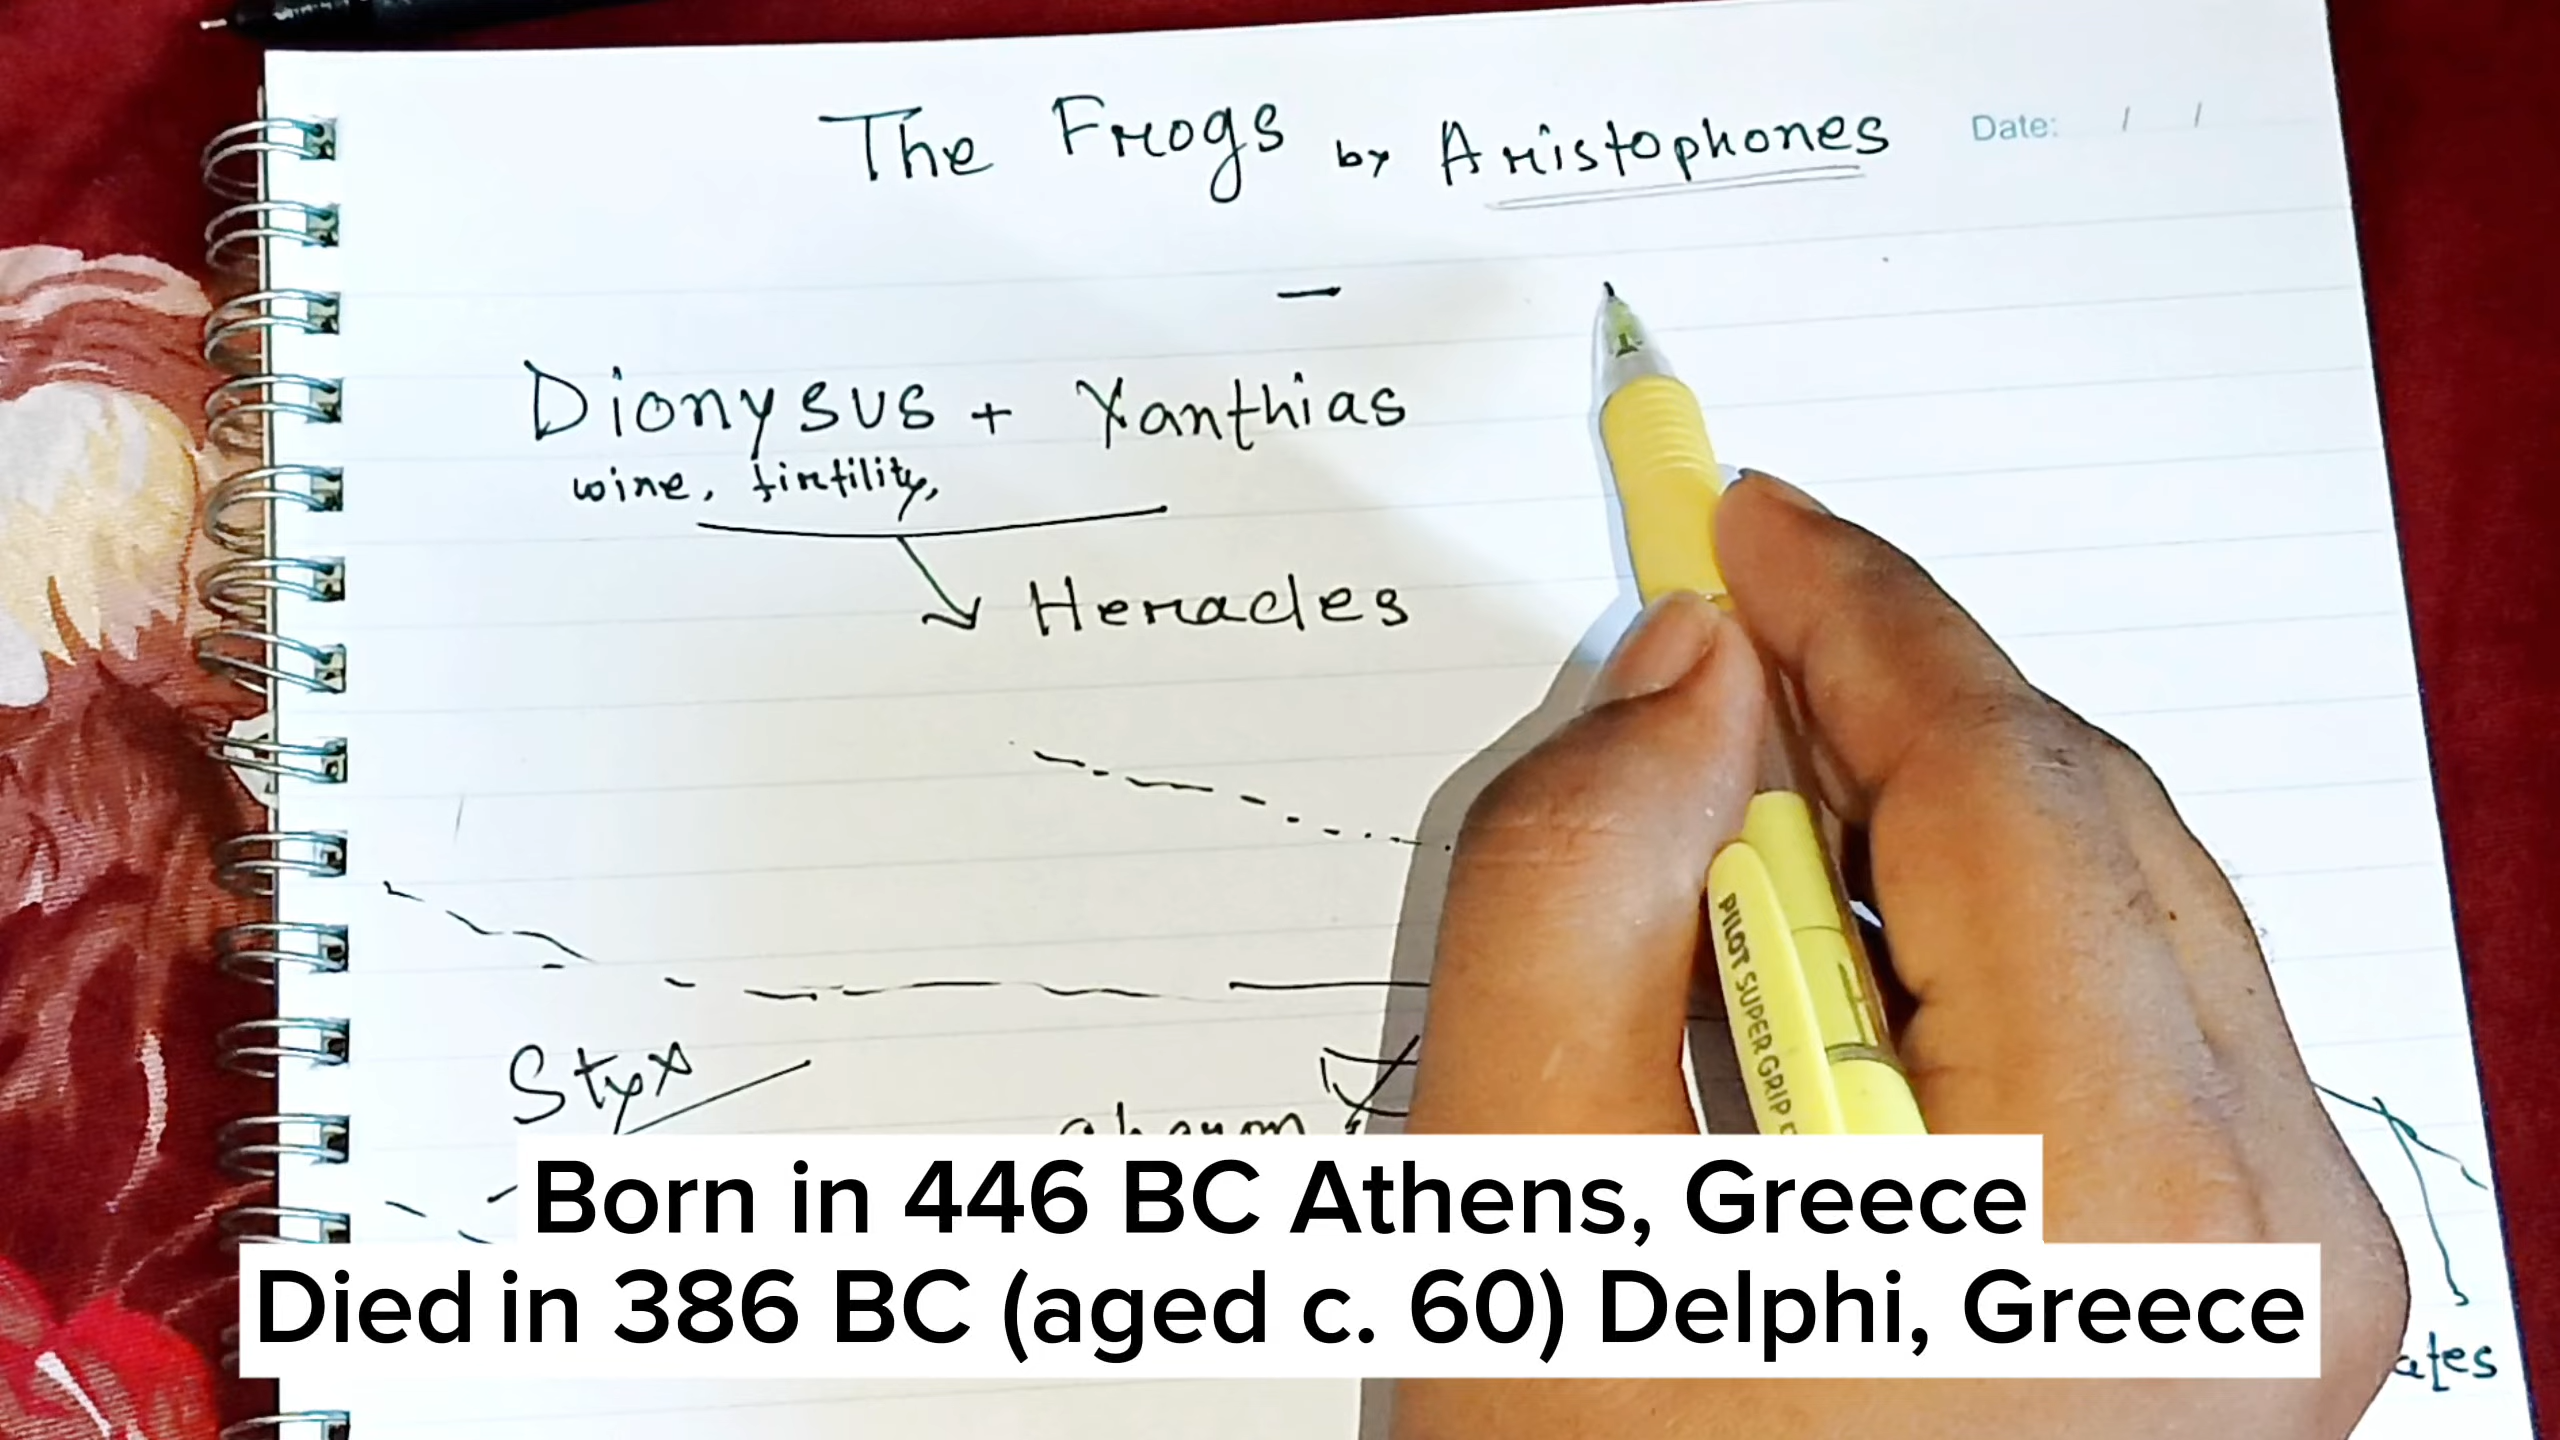 The Frogs by Aristophones
Date: / /
Dionysus + Xanthias
wine, firtility,
Heracles
Styx
PILOT SUPER GRIP
Born in 446 BC Athens, Greece
Died in 386 BC (aged c. 60) Delphi, Greece